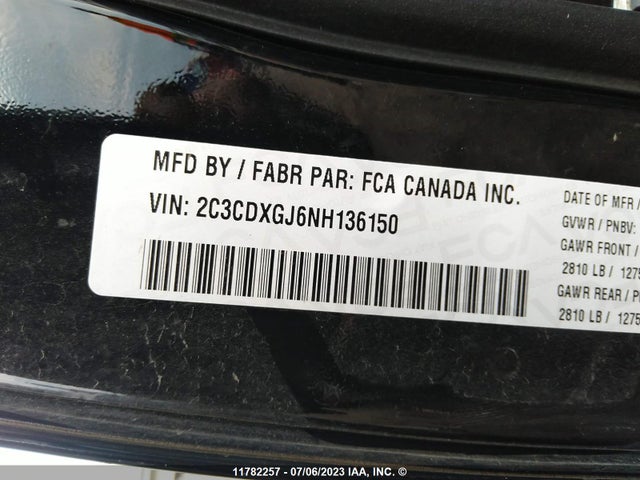 MFD BY / FABR PAR: FCA CANADA INC.
VIN: 2C3CDXGJ6NH136150
DATE OF MFR /
GVWR / PNBV:
GAWR FRONT /
2810 LB / 1275
GAWR REAR /
2810 LB / 1275
11782257 - 07/06/2023 IAA, INC. ©